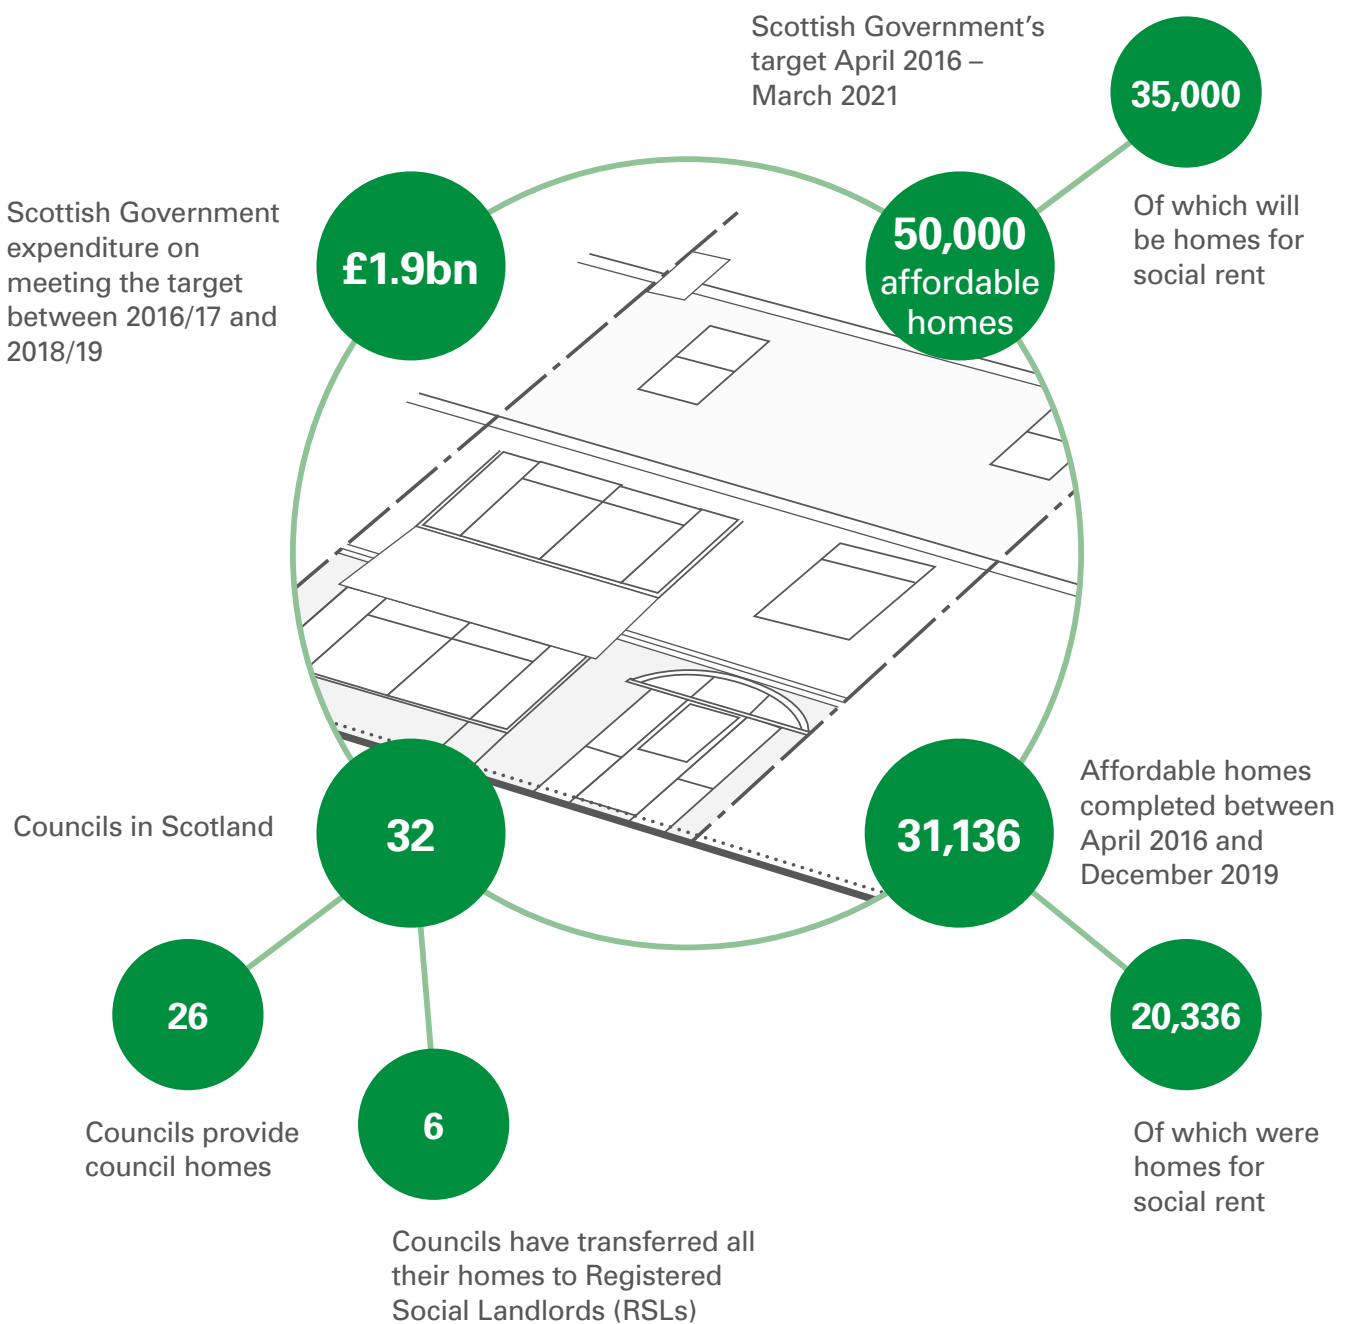 Scottish Government’s
target April 2016 –
March 2021
35,000
Of which will
be homes for
social rent
50,000
affordable
homes
Scottish Government
expenditure on
meeting the target
between 2016/17 and
2018/19
£1.9bn
Councils in Scotland
32
31,136
Affordable homes
completed between
April 2016 and
December 2019
26
Councils provide
council homes
6
Councils have transferred all
their homes to Registered
Social Landlords (RSLs)
20,336
Of which were
homes for
social rent